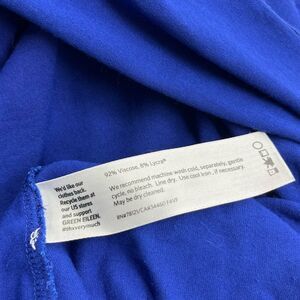 We'd like our
clothes back.
Recycle them at
our US stores
and support
GREEN EILEEN.
#thxverymuch
92% Viscose, 8% Lycra®
We recommend machine wash cold, separately, gentle
cycle, no bleach. Line dry. Use cool iron, if necessary.
May be dry cleaned.